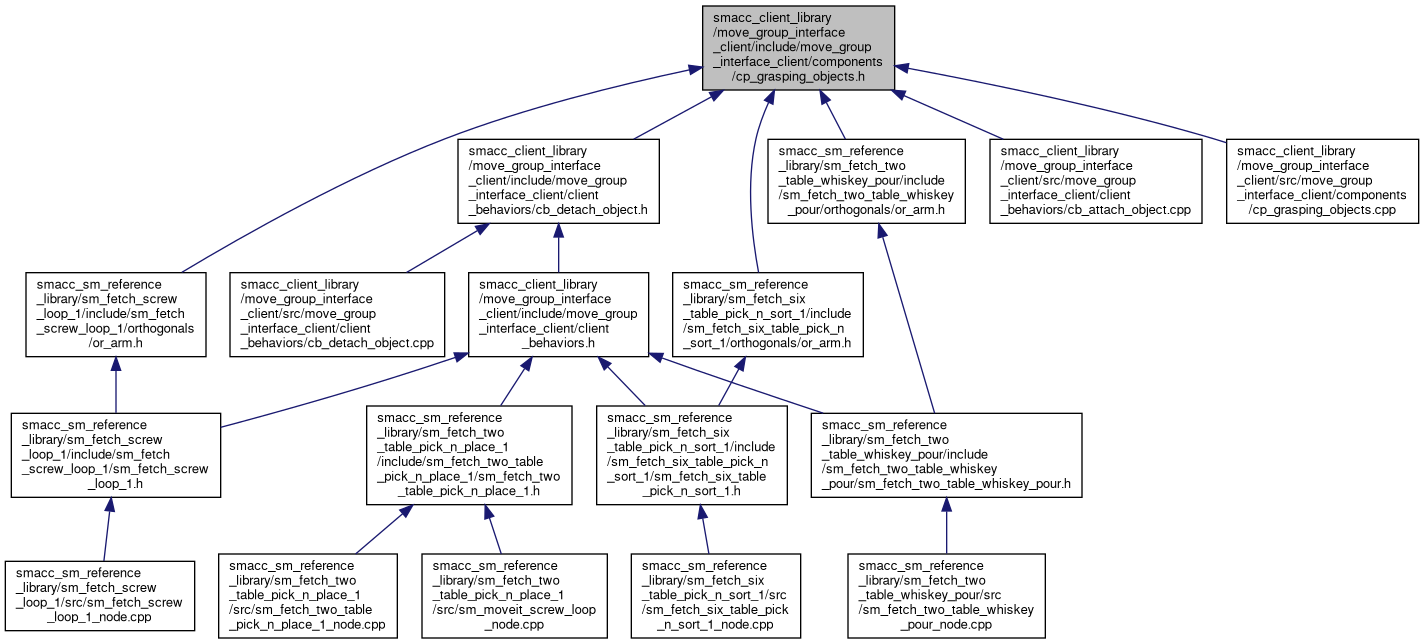 smacc_client_library
/move_group_interface
_client/include/move_group
_interface_client/components
/cp_grasping_objects.h
smacc_client_library
/move_group_interface
_client/include/move_group
_interface_client/client
_behaviors/cb_detach_object.h
smacc_sm_reference
_library/sm_fetch_two
_table_whiskey_pour/include
/sm_fetch_two_table_whiskey
_pour/orthogonals/or_arm.h
smacc_client_library
/move_group_interface
_client/src/move_group
_interface_client/client
_behaviors/cb_attach_object.cpp
smacc_client_library
/move_group_interface
_client/src/move_group
_interface_client/components
/cp_grasping_objects.cpp
smacc_sm_reference
_library/sm_fetch_screw
_loop_1/include/sm_fetch
_screw_loop_1/orthogonals
/or_arm.h
smacc_client_library
/move_group_interface
_client/src/move_group
_interface_client/client
_behaviors/cb_detach_object.cpp
smacc_client_library
/move_group_interface
_client/include/move_group
_interface_client/client
_behaviors.h
smacc_sm_reference
_library/sm_fetch_six
_table_pick_n_sort_1/include
/sm_fetch_six_table_pick_n
_sort_1/orthogonals/or_arm.h
smacc_sm_reference
_library/sm_fetch_screw
_loop_1/include/sm_fetch
_screw_loop_1/sm_fetch_screw
_loop_1.h
smacc_sm_reference
_library/sm_fetch_two
_table_pick_n_place_1
/include/sm_fetch_two_table
_pick_n_place_1/sm_fetch_two
_table_pick_n_place_1.h
smacc_sm_reference
_library/sm_fetch_six
_table_pick_n_sort_1/include
/sm_fetch_six_table_pick_n
_sort_1/sm_fetch_six_table
_pick_n_sort_1.h
smacc_sm_reference
_library/sm_fetch_two
_table_whiskey_pour/include
/sm_fetch_two_table_whiskey
_pour/sm_fetch_two_table_whiskey_pour.h
smacc_sm_reference
_library/sm_fetch_screw
_loop_1/src/sm_fetch_screw
_loop_1_node.cpp
smacc_sm_reference
_library/sm_fetch_two
_table_pick_n_place_1
/src/sm_fetch_two_table
_pick_n_place_1_node.cpp
smacc_sm_reference
_library/sm_fetch_two
_table_pick_n_place_1
/src/sm_moveit_screw_loop
_node.cpp
smacc_sm_reference
_library/sm_fetch_six
_table_pick_n_sort_1/src
/sm_fetch_six_table_pick
_n_sort_1_node.cpp
smacc_sm_reference
_library/sm_fetch_two
_table_whiskey_pour/src
/sm_fetch_two_table_whiskey
_pour_node.cpp